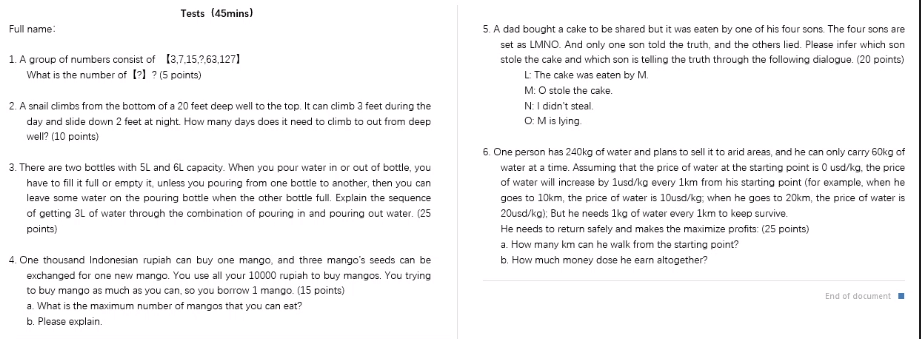 Tests (45mins)
Full name:
1. A group of numbers consist of 【3,7,15,?,63,127】
What is the number of【?】? (5 points)
2. A snail climbs from the bottom of a 20 feet deep well to the top. It can climb 3 feet during the
day and slide down 2 feet at night. How many days does it need to climb to out from deep
well? (10 points)
3. There are two bottles with 5L and 6L capacity. When you pour water in or out of bottle, you
have to fill it full or empty it, unless you pouring from one bottle to another, then you can
leave some water on the pouring bottle when the other bottle full. Explain the sequence
of getting 3L of water through the combination of pouring in and pouring out water. (25
points)
4. One thousand Indonesian rupiah can buy one mango, and three mango's seeds can be
exchanged for one new mango. You use all your 10000 rupiah to buy mangos. You trying
to buy mango as much as you can, so you borrow 1 mango. (15 points)
a. What is the maximum number of mangos that you can eat?
b. Please explain.
5. A dad bought a cake to be shared but it was eaten by one of his four sons. The four sons are
set as LMNO. And only one son told the truth, and the others lied. Please infer which son
stole the cake and which son is telling the truth through the following dialogue. (20 points)
L: The cake was eaten by M.
M: O stole the cake.
N: I didn't steal.
O: M is lying.
6. One person has 240kg of water and plans to sell it to arid areas, and he can only carry 60kg of
water at a time. Assuming that the price of water at the starting point is 0 usd/kg, the price
of water will increase by 1usd/kg every 1km from his starting point (for example, when he
goes to 10km, the price of water is 10usd/kg; when he goes to 20km, the price of water is
20usd/kg); But he needs 1kg of water every 1km to keep survive.
He needs to return safely and makes the maximize profits: (25 points)
a. How many km can he walk from the starting point?
b. How much money dose he earn altogether?
End of document